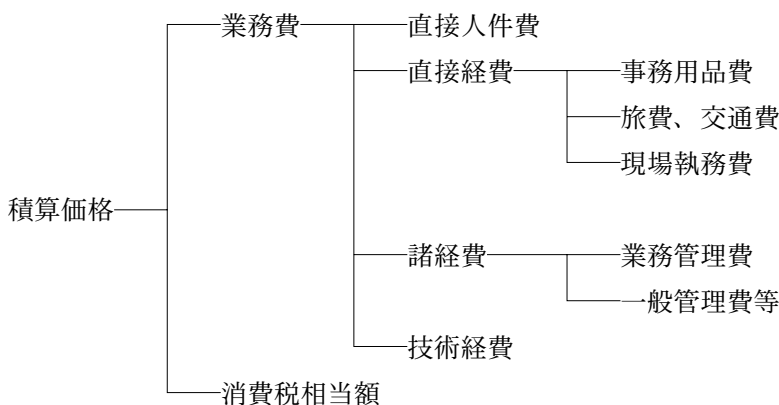 業務費
直接人件費
直接経費
事務用品費
旅費、交通費
現場執務費
積算価格
諸経費
業務管理費
一般管理費等
技術経費
消費税相当額